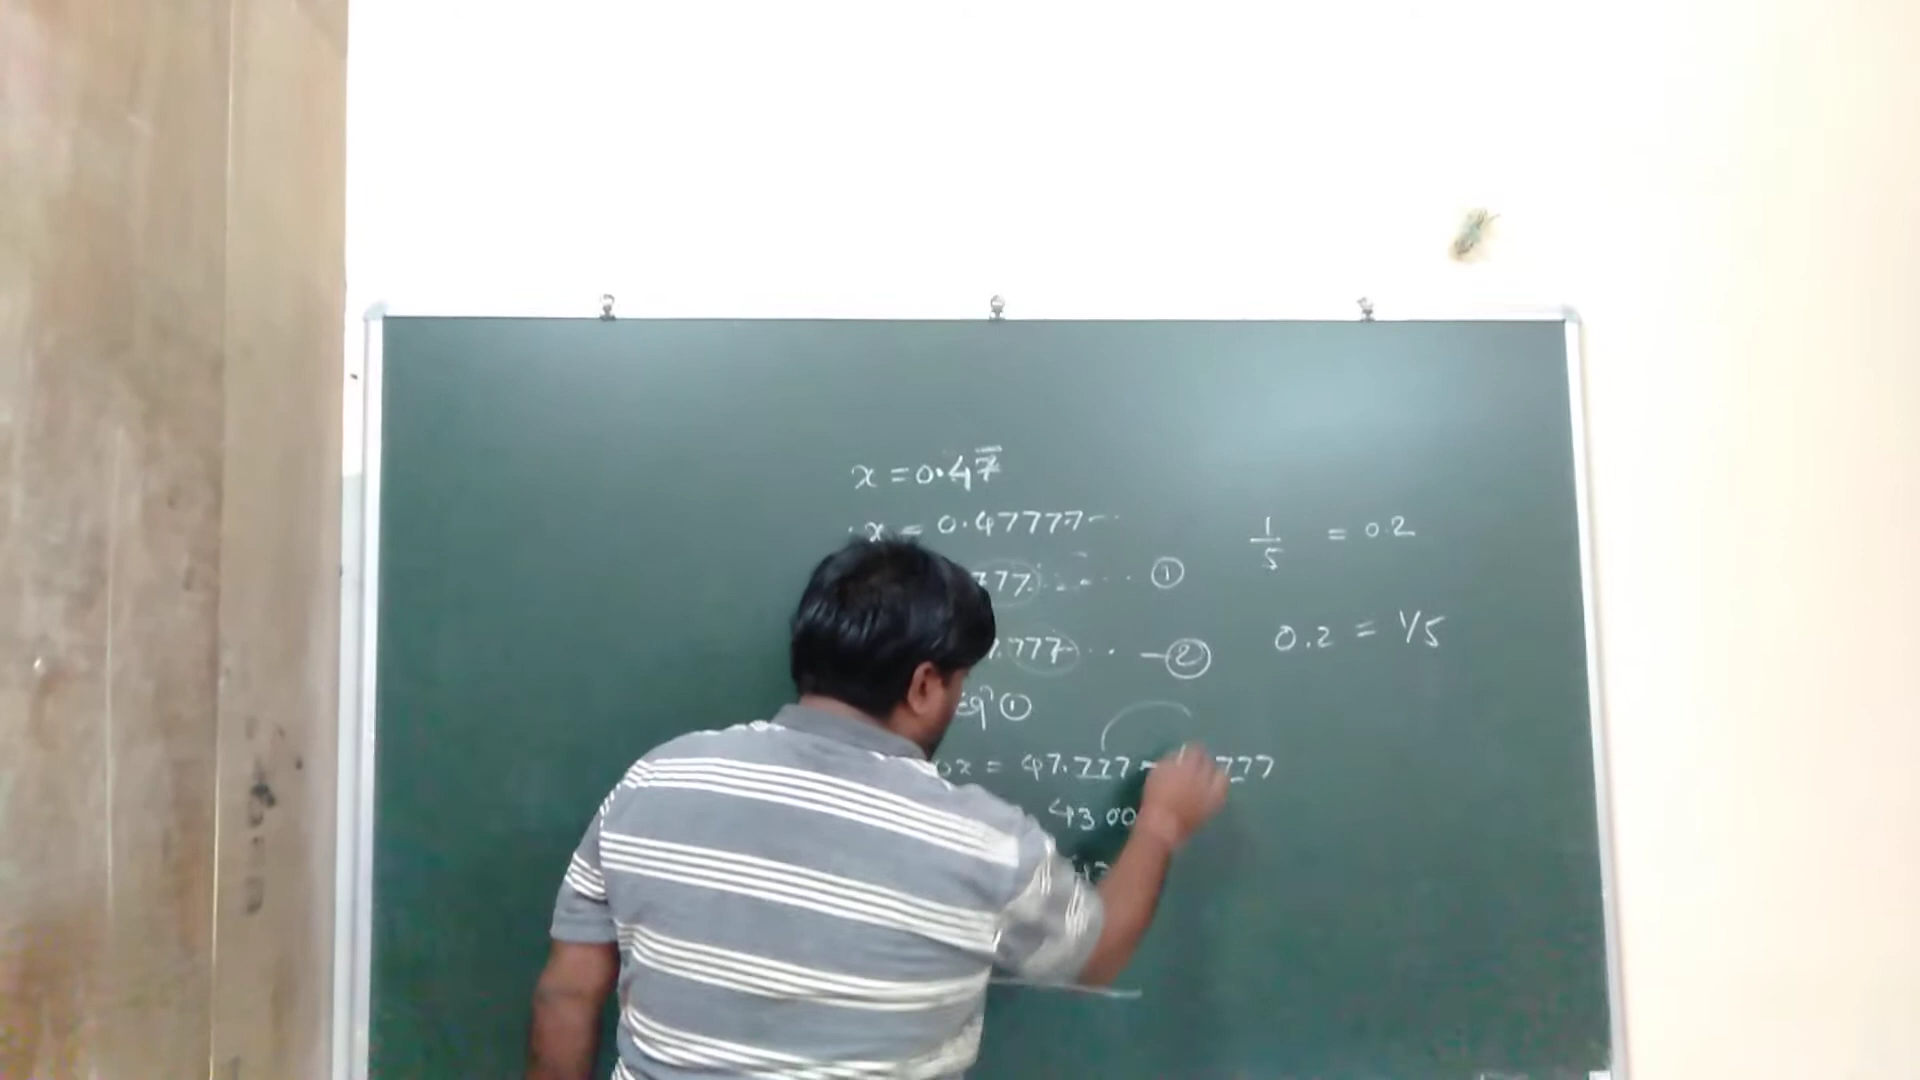 x = 0.47̅
x = 0.47777...
777. ... ①
.777... —②
eqⁿ ①
x = 47.777 - 777
43.00
1/5 = 0.2
0.2 = 1/5